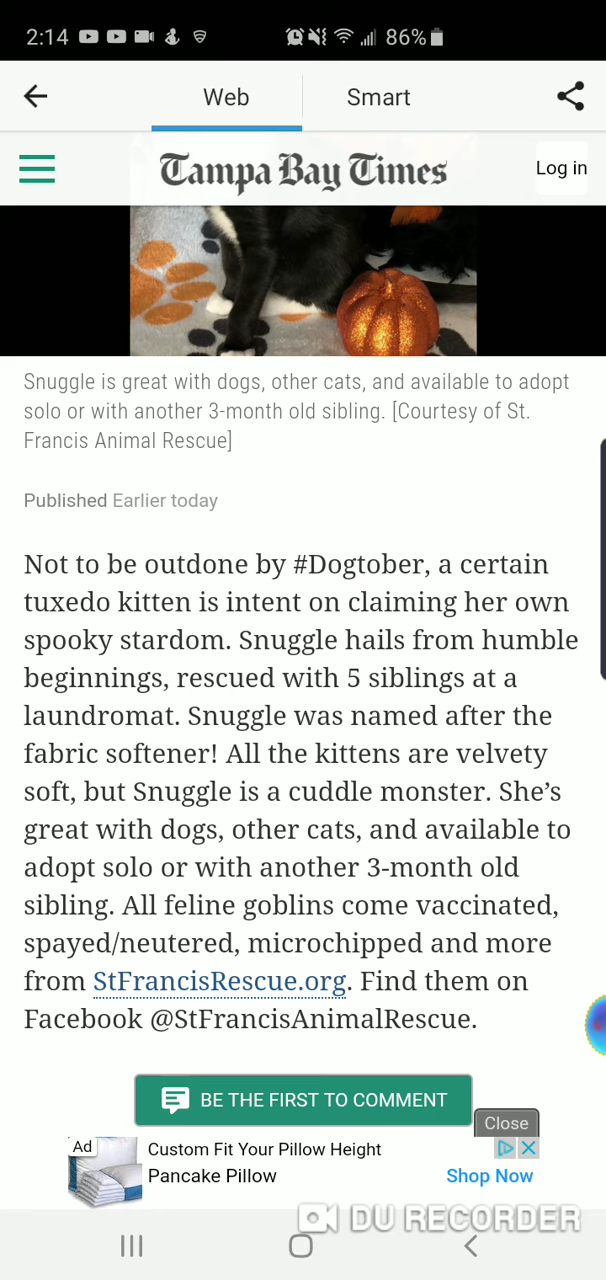 2:14
86%
Web
Smart
Tampa Bay Times
Log in
Snuggle is great with dogs, other cats, and available to adopt
solo or with another 3-month old sibling. [Courtesy of St.
Francis Animal Rescue]
Published Earlier today
Not to be outdone by #Dogtober, a certain
tuxedo kitten is intent on claiming her own
spooky stardom. Snuggle hails from humble
beginnings, rescued with 5 siblings at a
laundromat. Snuggle was named after the
fabric softener! All the kittens are velvety
soft, but Snuggle is a cuddle monster. She’s
great with dogs, other cats, and available to
adopt solo or with another 3-month old
sibling. All feline goblins come vaccinated,
spayed/neutered, microchipped and more
from StFrancisRescue.org. Find them on
Facebook @StFrancisAnimalRescue.
BE THE FIRST TO COMMENT
Close
Ad
Custom Fit Your Pillow Height
Pancake Pillow
Shop Now
DU RECORDER